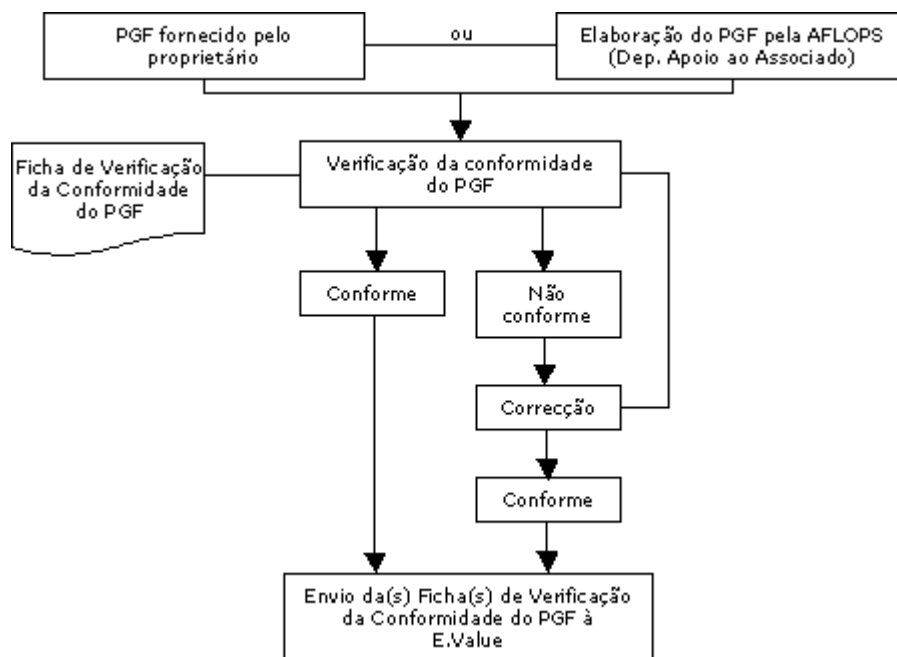 PGF fornecido pelo
proprietário
ou
Elaboração do PGF pela AFLOPS
(Dep. Apoio ao Associado)
Ficha de Verificação
da Conformidade
do PGF
Verificação da conformidade
do PGF
Conforme
Não
conforme
Correcção
Conforme
Envio da(s) Ficha(s) de Verificação
da Conformidade do PGF à
E.Value